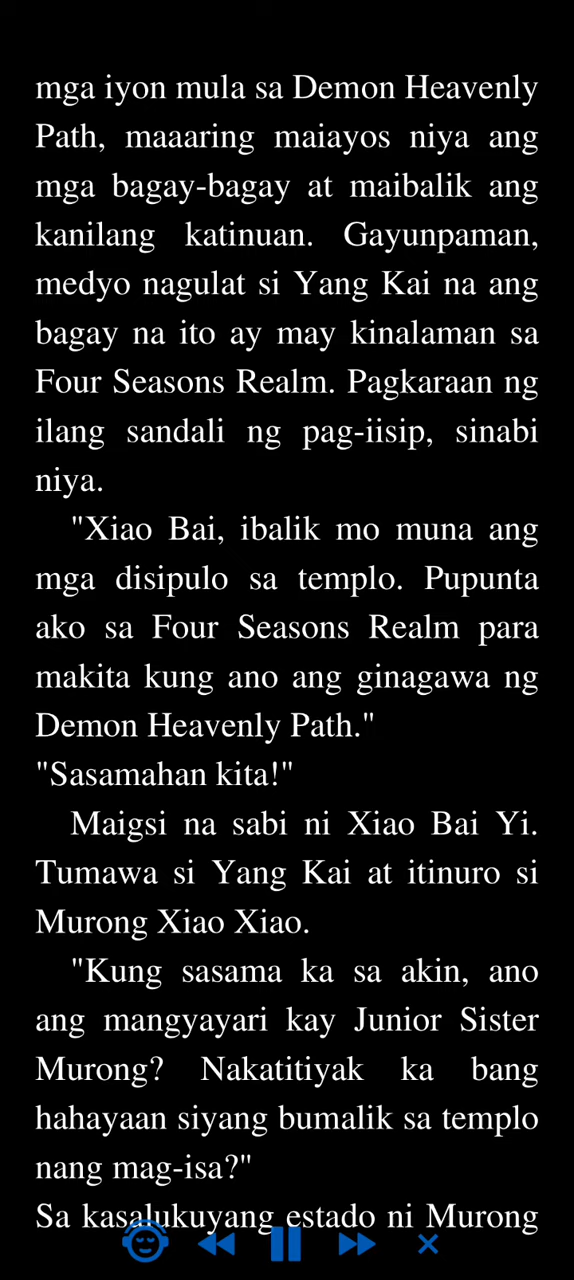 mga iyon mula sa Demon Heavenly
Path, maaaring maiayos niya ang
mga bagay-bagay at maibalik ang
kanilang katinuan. Gayunpaman,
medyo nagulat si Yang Kai na ang
bagay na ito ay may kinalaman sa
Four Seasons Realm. Pagkaraan ng
ilang sandali ng pag-iisip, sinabi
niya.
"Xiao Bai, ibalik mo muna ang
mga disipulo sa templo. Pupunta
ako sa Four Seasons Realm para
makita kung ano ang ginagawa ng
Demon Heavenly Path."
"Sasamahan kita!"
Maigsi na sabi ni Xiao Bai Yi.
Tumawa si Yang Kai at itinuro si
Murong Xiao Xiao.
"Kung sasama ka sa akin, ano
ang mangyayari kay Junior Sister
Murong? Nakatitiyak ka bang
hahayaan siyang bumalik sa templo
nang mag-isa?"
Sa kasalukuyang estado ni Murong